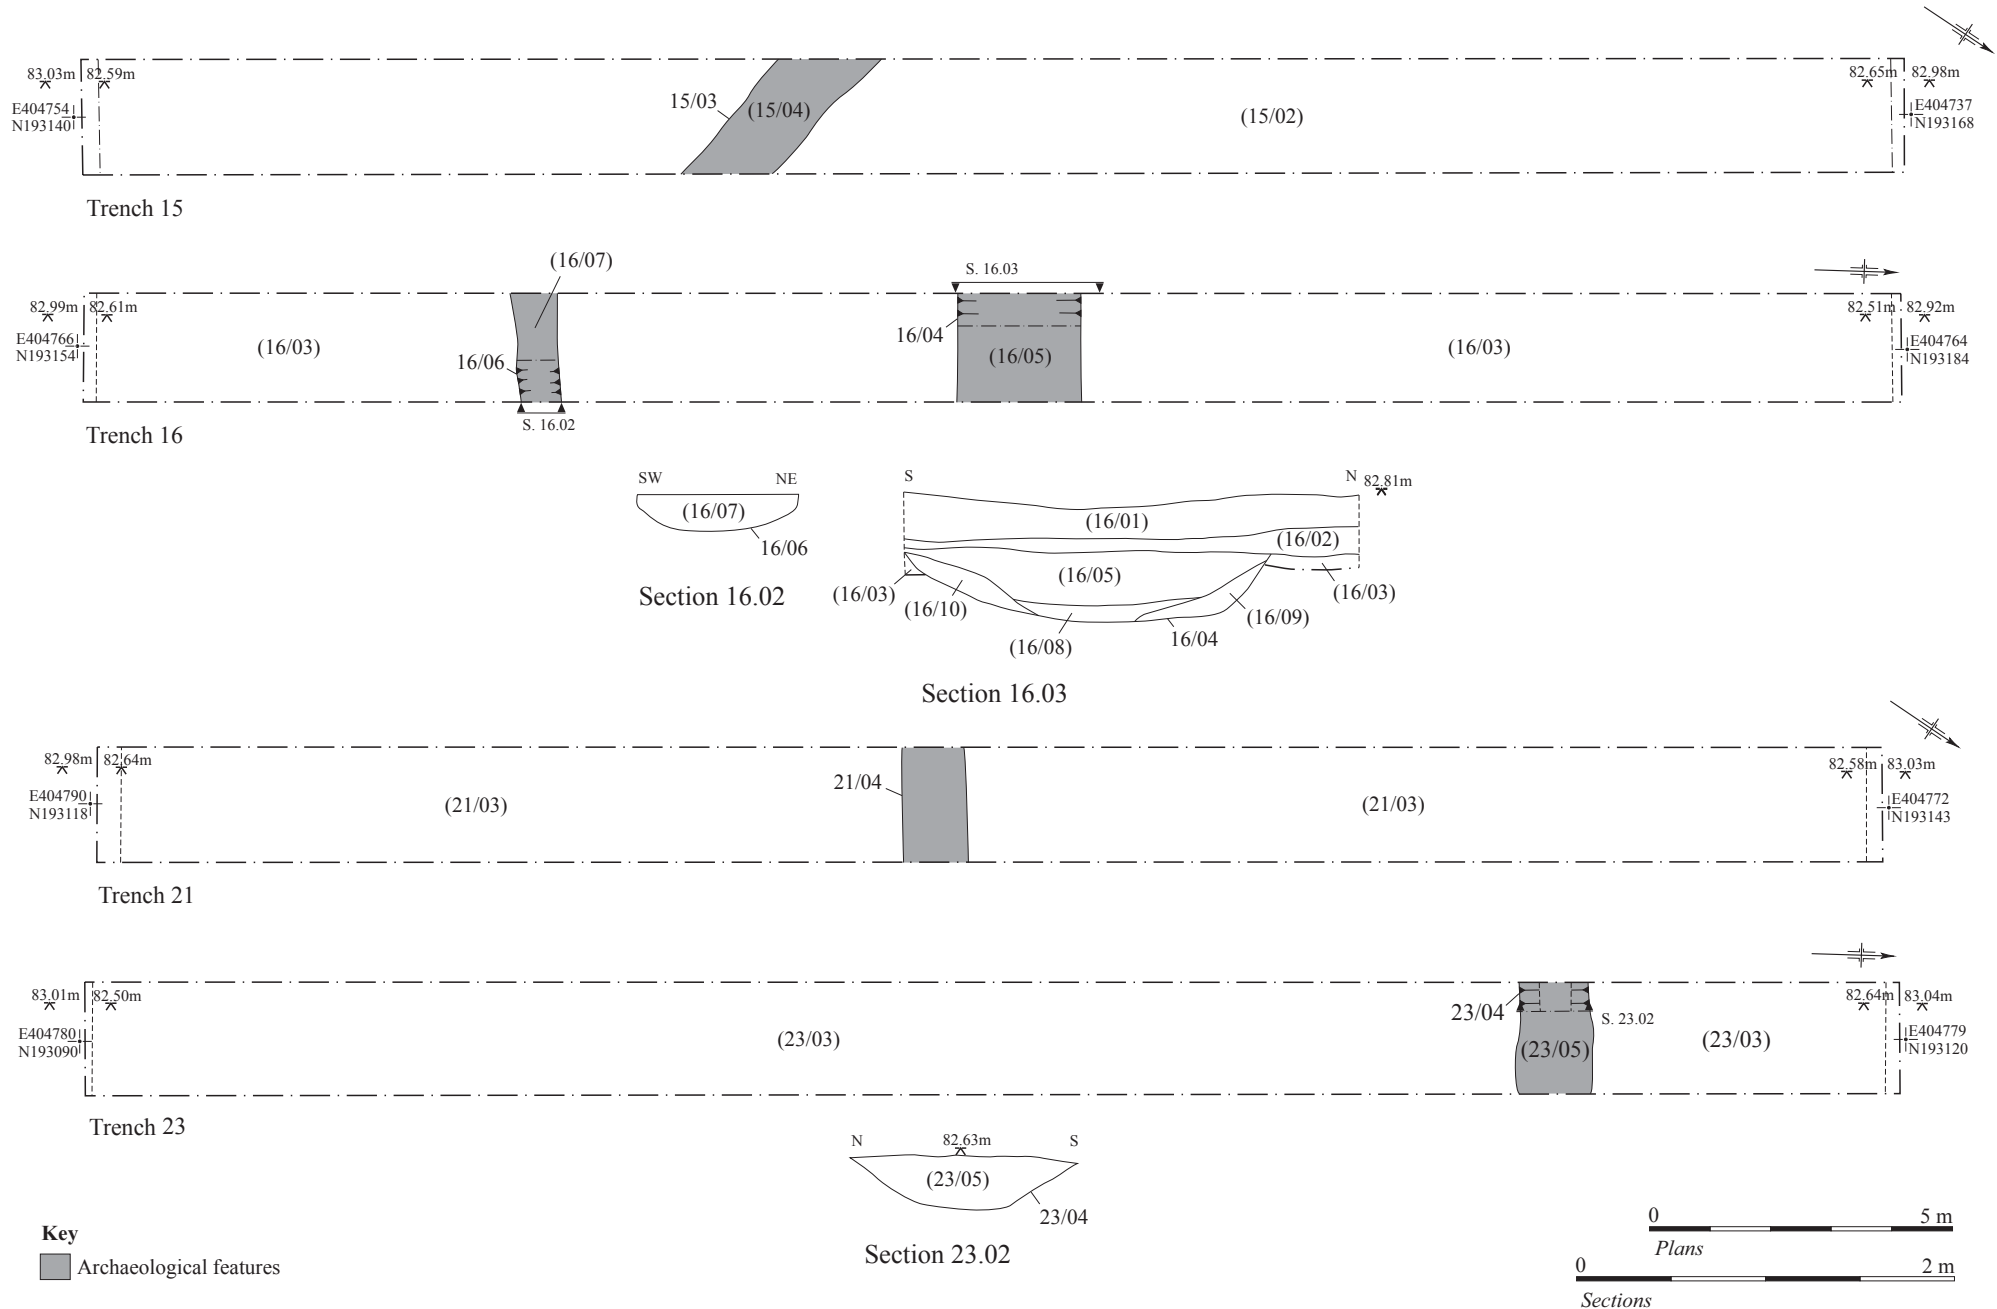 83.03m
82.59m
E404754
N193140
15/03
(15/04)
(15/02)
82.65m
82.98m
E404737
N193168
Trench 15
(16/07)
S. 16.03
82.99m
82.61m
E404766
N193154
(16/03)
16/06
16/04
(16/05)
(16/03)
82.51m
82.92m
E404764
N193184
S. 16.02
Trench 16
SW
NE
(16/07)
16/06
Section 16.02
S
N
82.81m
(16/01)
(16/02)
(16/05)
(16/03)
(16/10)
(16/08)
16/04
(16/09)
(16/03)
Section 16.03
82.98m
82.64m
E404790
N193118
(21/03)
21/04
(21/03)
82.58m
83.03m
E404772
N193143
Trench 21
83.01m
82.50m
E404780
N193090
(23/03)
23/04
(23/05)
S. 23.02
(23/03)
82.64m
83.04m
E404779
N193120
Trench 23
N
82.63m
S
(23/05)
23/04
Section 23.02
Key
Archaeological features
0
5 m
Plans
0
2 m
Sections